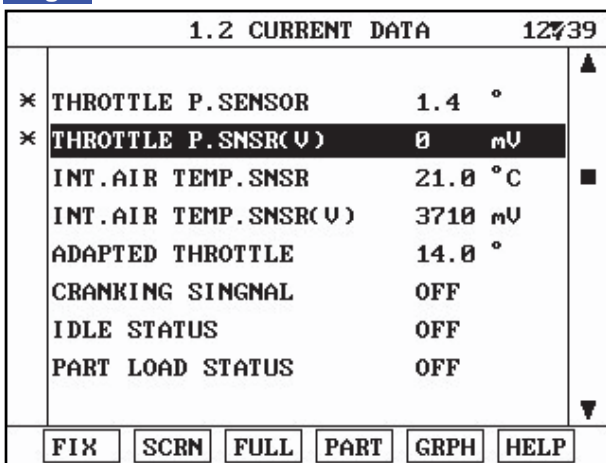 1.2 CURRENT DATA 12/39
* THROTTLE P.SENSOR 1.4 °
* THROTTLE P.SNSR(V) 0 mV
INT.AIR TEMP.SNSR 21.0 °C
INT.AIR TEMP.SNSR(V) 3710 mV
ADAPTED THROTTLE 14.0 °
CRANKING SINGNAL OFF
IDLE STATUS OFF
PART LOAD STATUS OFF
FIX SCRN FULL PART GRPH HELP